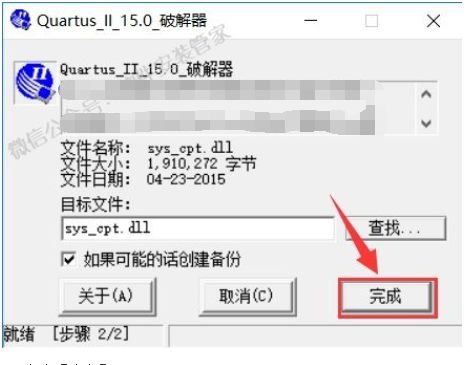 Quartus_II_15.0_破解器
Quartus_II_15.0_破解器
文件名称: sys_cpt.dll
文件大小: 1,910,272 字节
文件日期: 04-23-2015
目标文件:
sys_cpt.dll
查找...
如果可能的话创建备份
关于(A)
取消(C)
完成
就绪 [步骤 2/2]